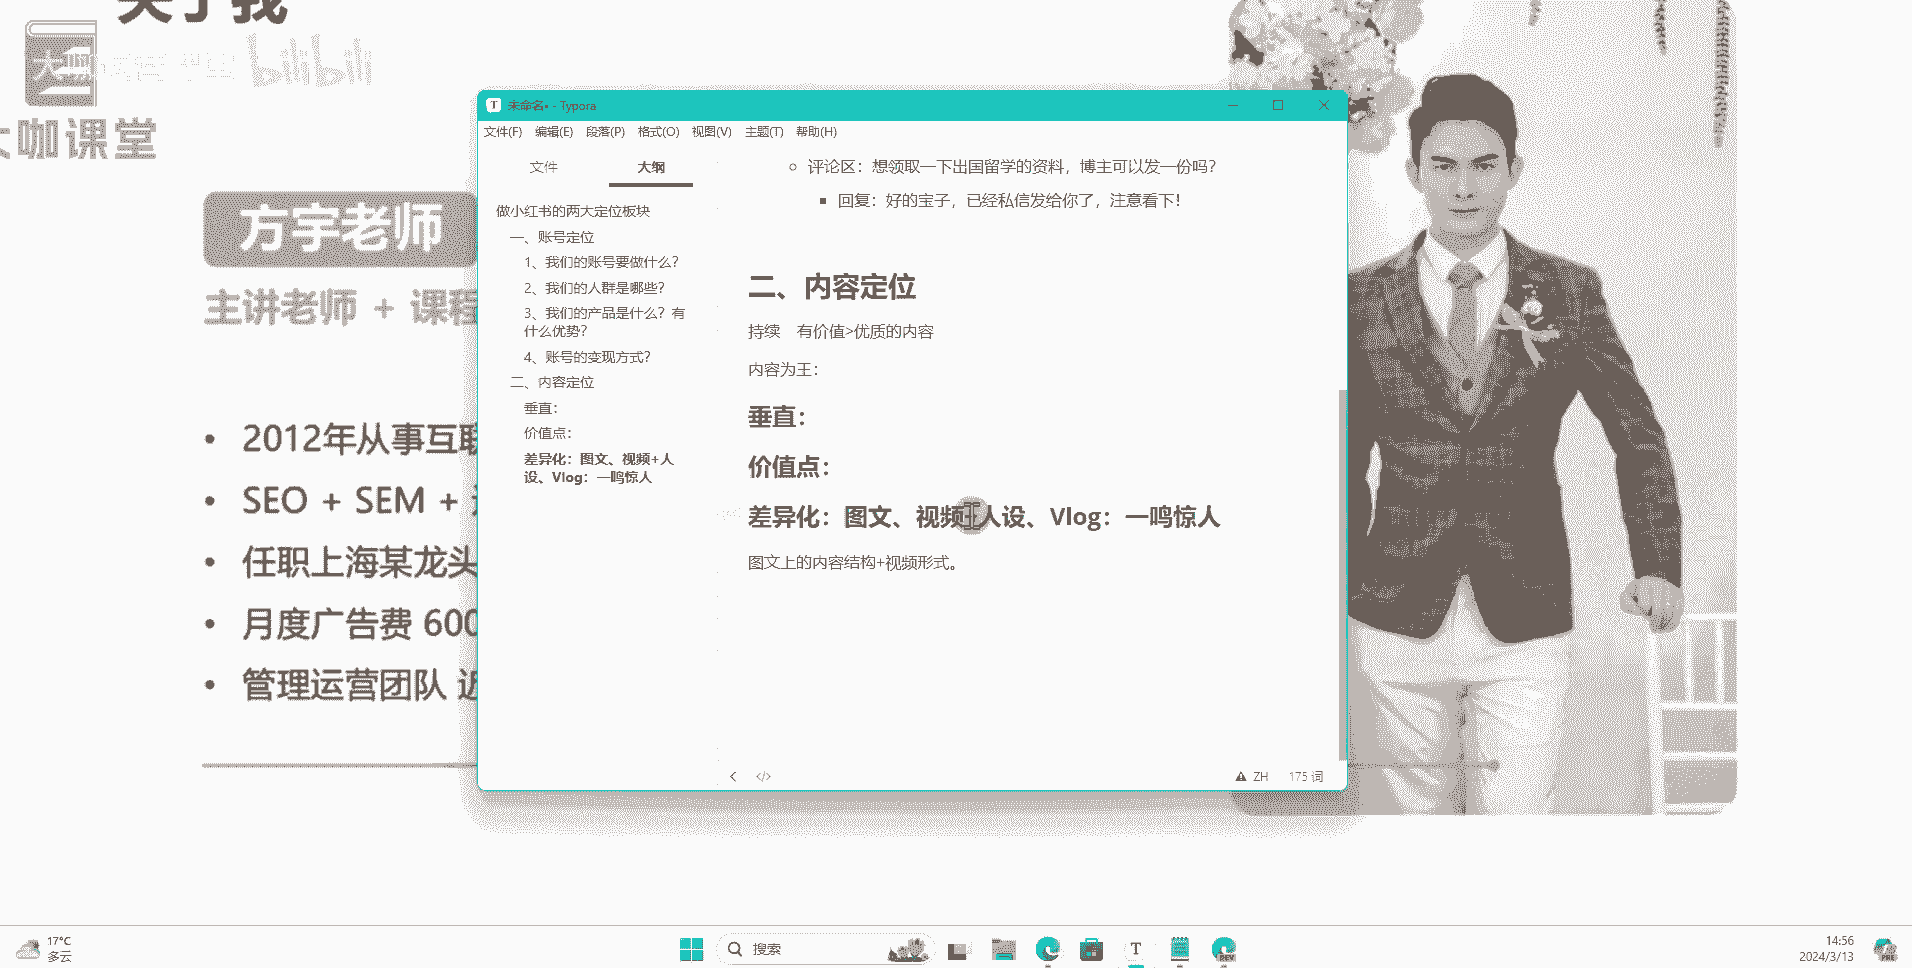 关于我
bilibili
大咖课堂
方宇老师
主讲老师 + 课程
• 2012年从事互联
• SEO + SEM +
• 任职上海某龙头
• 月度广告费 600
• 管理运营团队 近
未命名• - Typora
文件(F) 编辑(E) 段落(P) 格式(O) 视图(V) 主题(T) 帮助(H)
文件 大纲
做小红书的两大定位板块
一、账号定位
1、我们的账号要做什么？
2、我们的人群是哪些？
3、我们的产品是什么？有
什么优势？
4、账号的变现方式？
二、内容定位
垂直：
价值点：
差异化：图文、视频+人
设、Vlog：一鸣惊人
评论区：想领取一下出国留学的资料，博主可以发一份吗？
回复：好的宝子，已经私信发给你了，注意看下！
二、内容定位
持续 有价值>优质的内容
内容为王：
垂直：
价值点：
差异化：图文、视频+人设、Vlog：一鸣惊人
图文上的内容结构+视频形式。
ZH 175 词
17°C
多云
搜索
14:56
2024/3/13